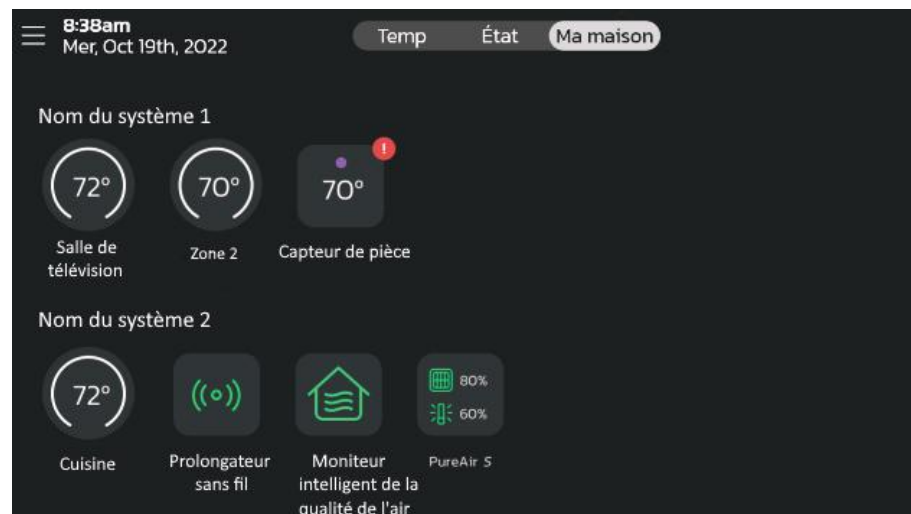 8:38am
Mer, Oct 19th, 2022
Temp État Ma maison
Nom du système 1
72° 70° 70° !
Salle de télévision Zone 2 Capteur de pièce
Nom du système 2
72° 80%
60%
Cuisine Prolongateur sans fil Moniteur intelligent de la qualité de l'air PureAir S